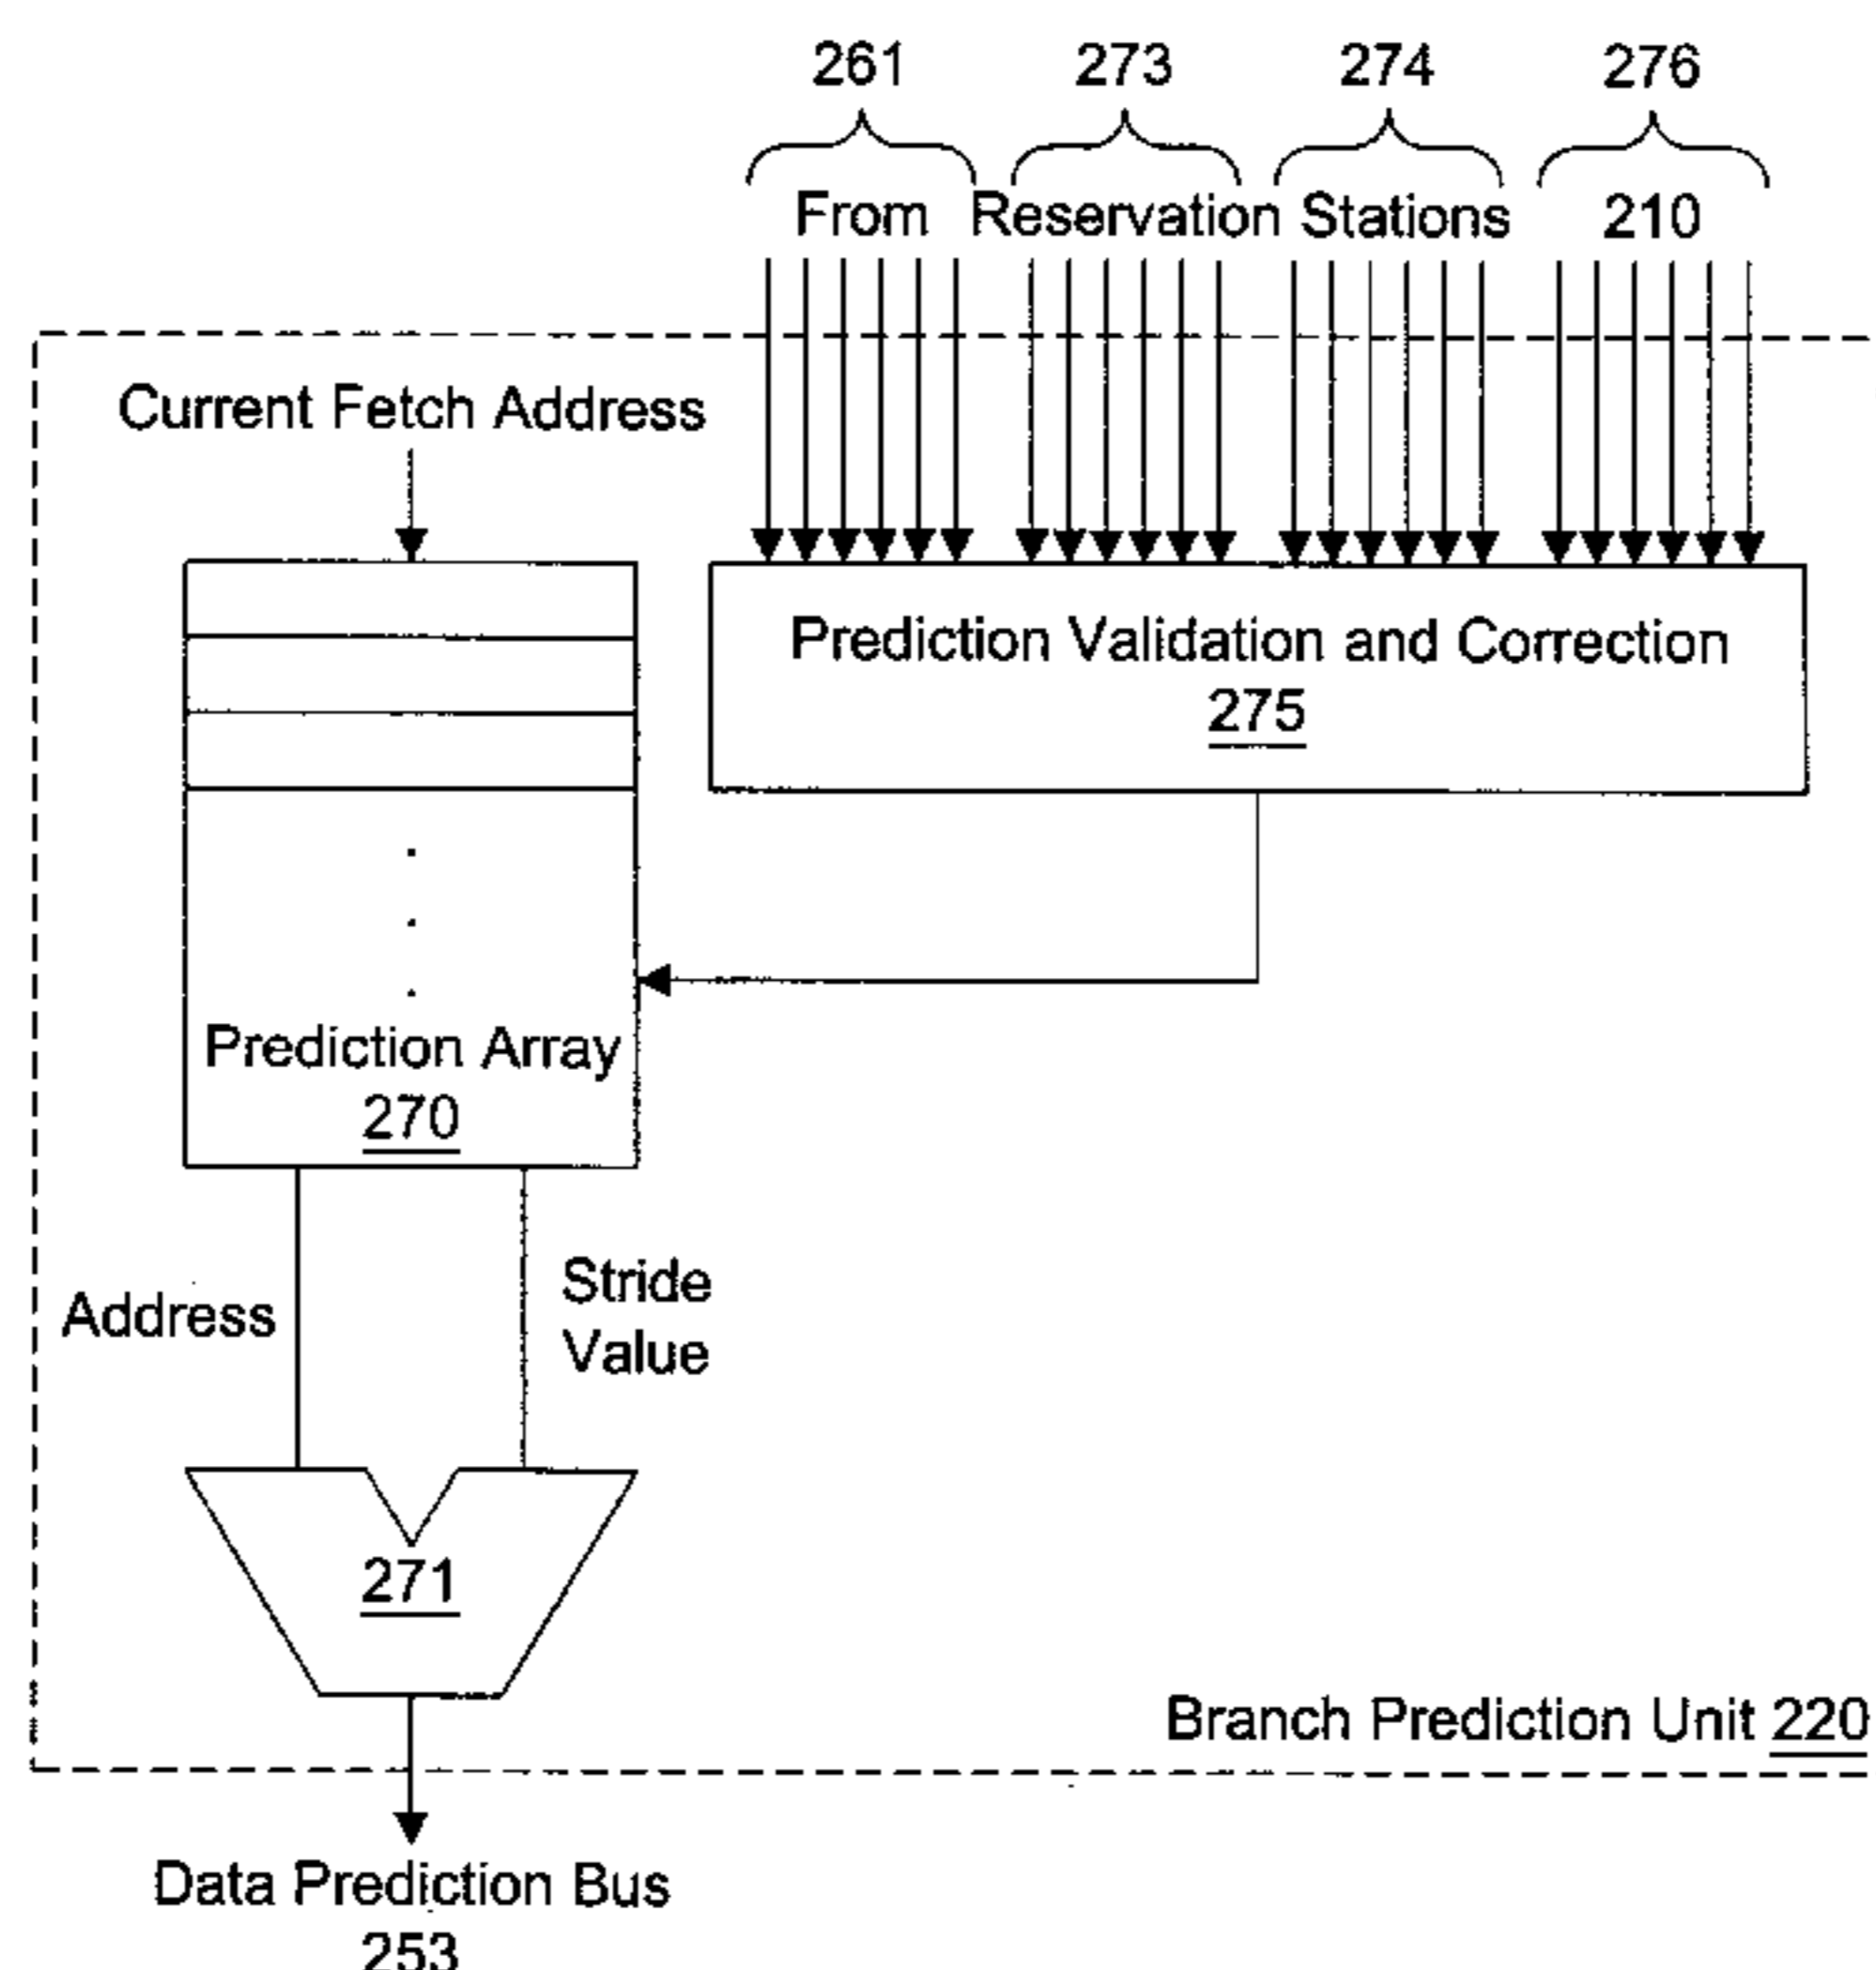 261 273 274 276
From Reservation Stations 210
Current Fetch Address
Prediction Validation and Correction
275
Prediction Array
270
Address
Stride
Value
271
Branch Prediction Unit 220
Data Prediction Bus
253